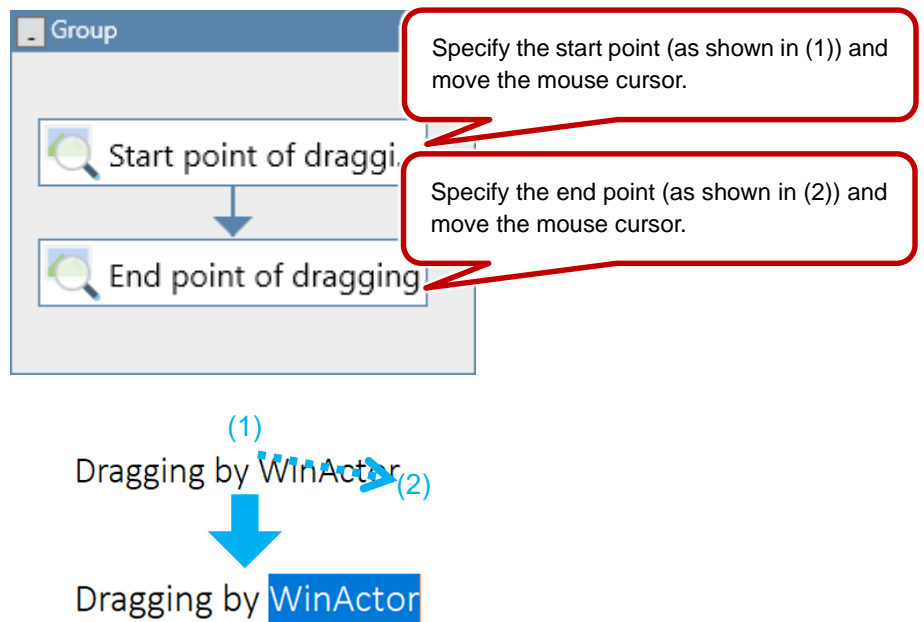 Group
Specify the start point (as shown in (1)) and
move the mouse cursor.
Start point of draggi..
Specify the end point (as shown in (2)) and
move the mouse cursor.
End point of dragging
(1)
Dragging by WinActor
(2)
Dragging by WinActor